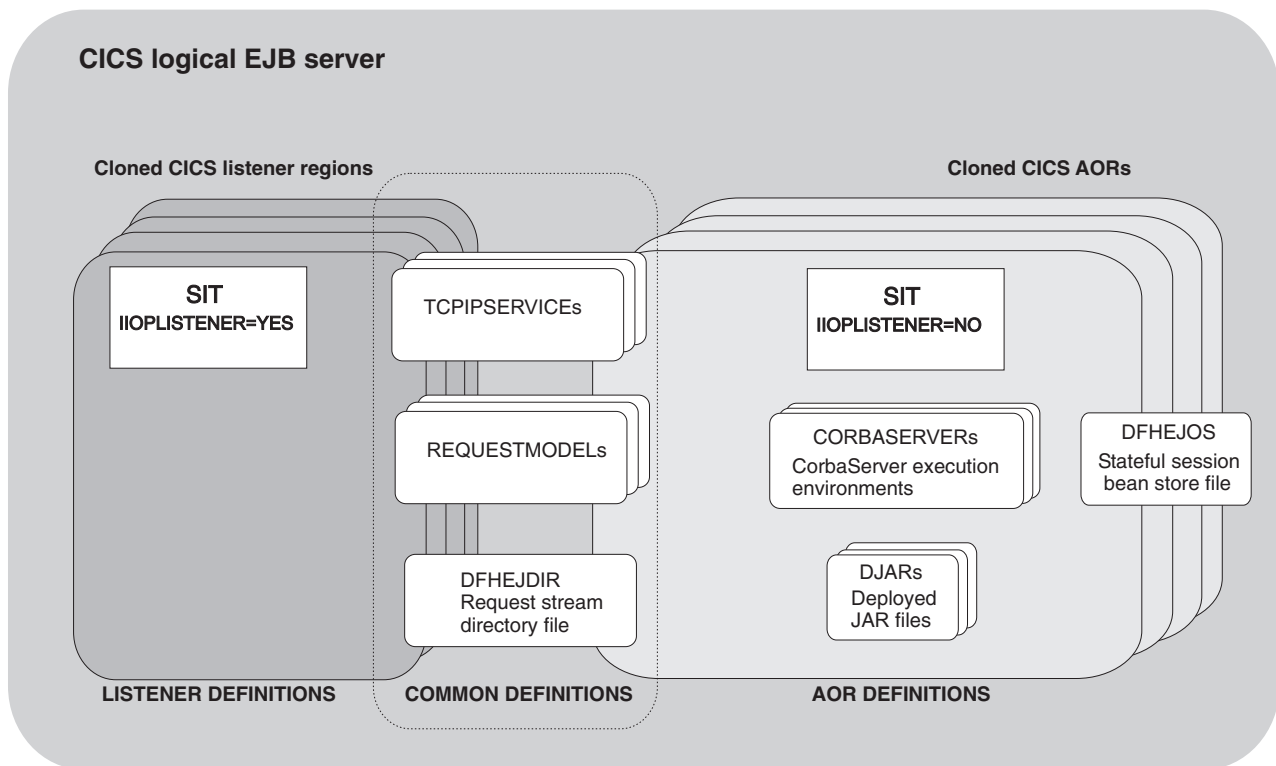 CICS logical EJB server
Cloned CICS listener regions
Cloned CICS AORs
SIT
IIOPLISTENER=YES
TCPIPSERVICEs
SIT
IIOPLISTENER=NO
REQUESTMODELs
CORBASERVERs
CorbaServer execution
environments
DFHEJOS
Stateful session
bean store file
DFHEJDIR
Request stream
directory file
DJARs
Deployed
JAR files
LISTENER DEFINITIONS
COMMON DEFINITIONS
AOR DEFINITIONS